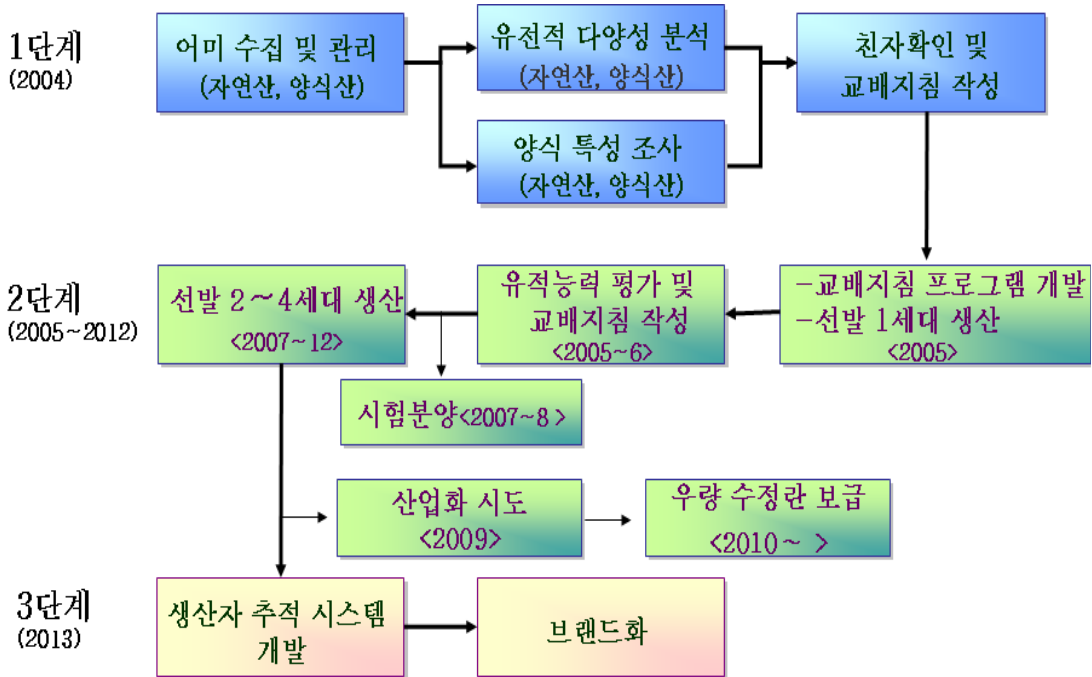 1단계
(2004)
어미 수집 및 관리
(자연산, 양식산)
유전적 다양성 분석
(자연산, 양식산)
양식 특성 조사
(자연산, 양식산)
친자확인 및
교배지침 작성
2단계
(2005~2012)
선발 2~4세대 생산
<2007~12>
유적능력 평가 및
교배지침 작성
<2005~6>
-교배지침 프로그램 개발
-선발 1세대 생산
<2005>
시험분양<2007~8 >
산업화 시도
<2009>
우량 수정란 보급
<2010~ >
3단계
(2013)
생산자 추적 시스템
개발
브랜드화